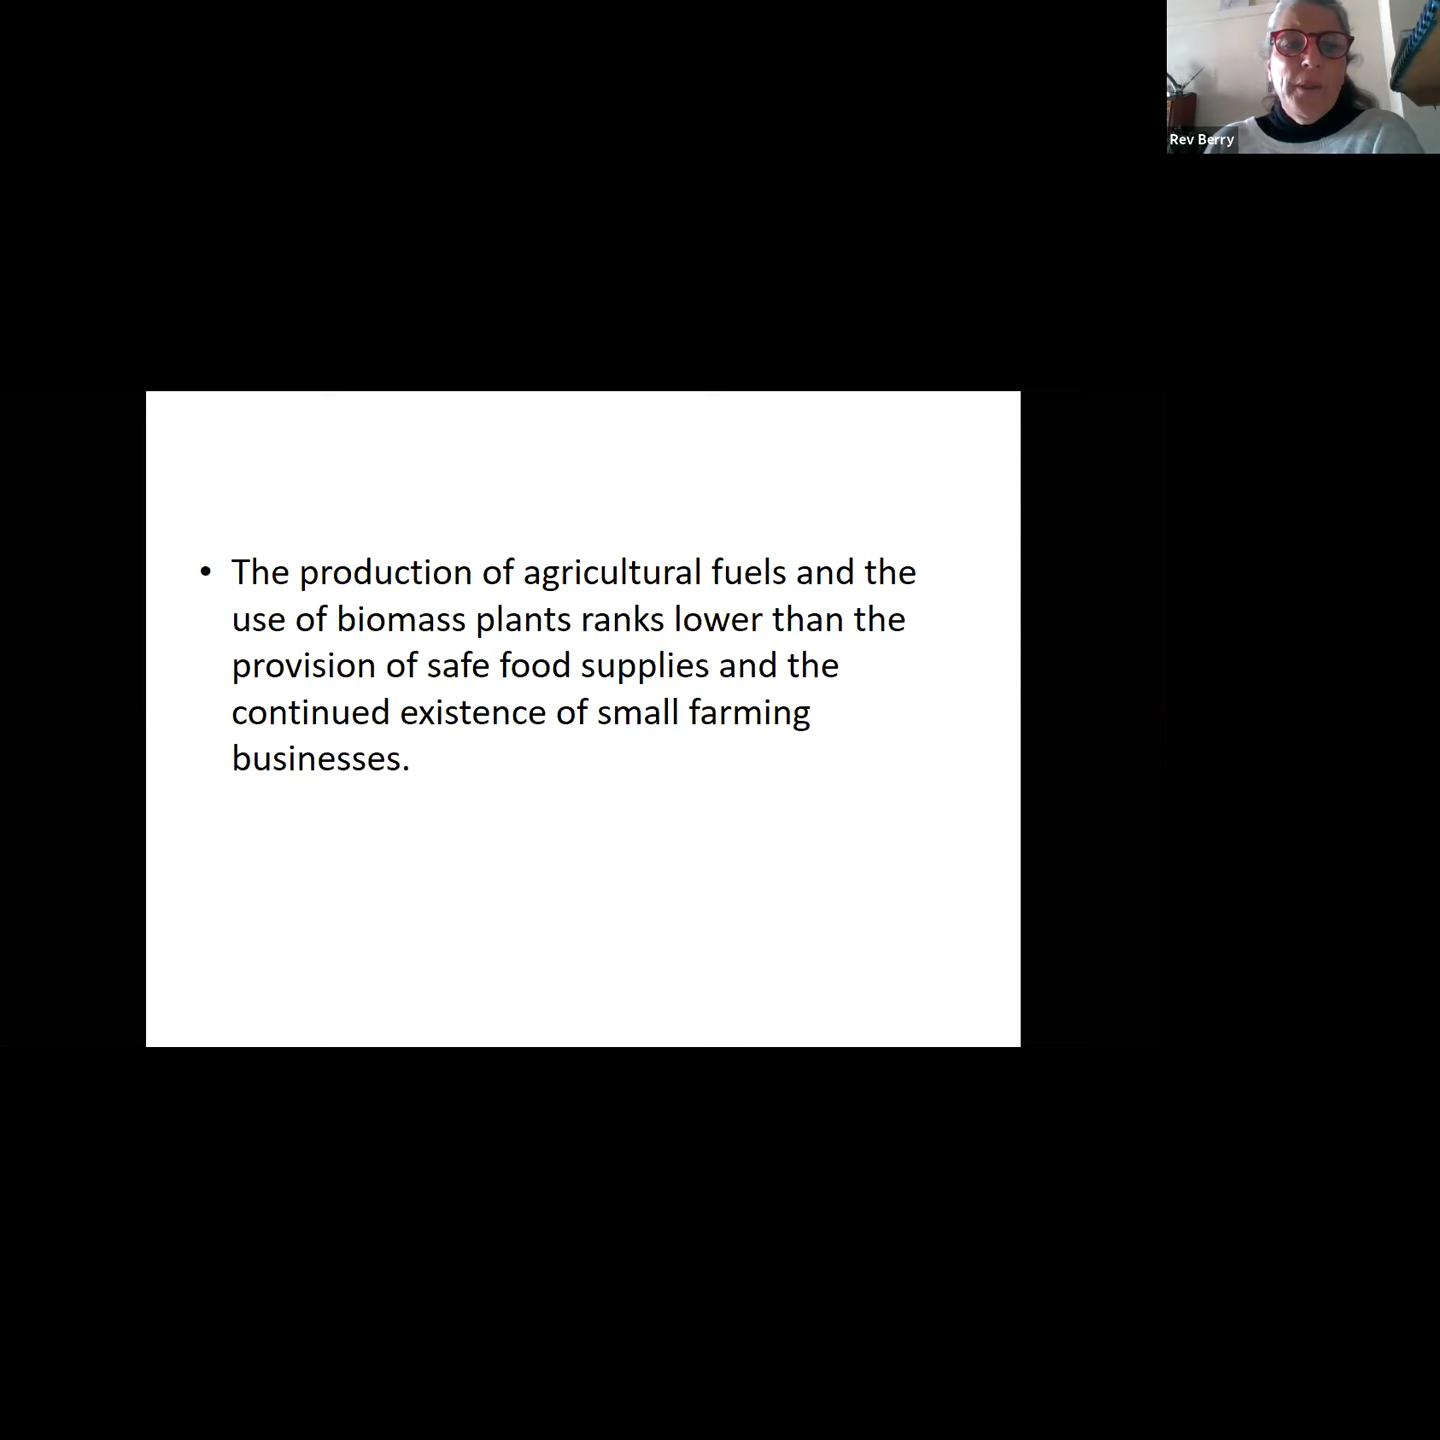 Rev Berry
• The production of agricultural fuels and the
use of biomass plants ranks lower than the
provision of safe food supplies and the
continued existence of small farming
businesses.